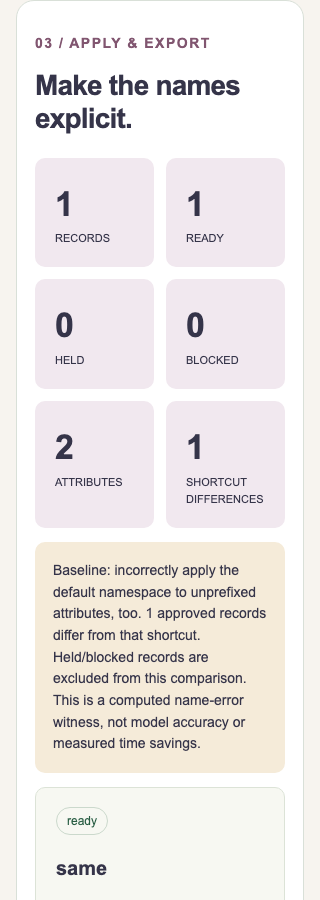 03 / APPLY & EXPORT
Make the names
explicit.
1
RECORDS
1
READY
0
HELD
0
BLOCKED
2
ATTRIBUTES
1
SHORTCUT
DIFFERENCES
Baseline: incorrectly apply the
default namespace to unprefixed
attributes, too. 1 approved records
differ from that shortcut.
Held/blocked records are
excluded from this comparison.
This is a computed name-error
witness, not model accuracy or
measured time savings.
ready
same